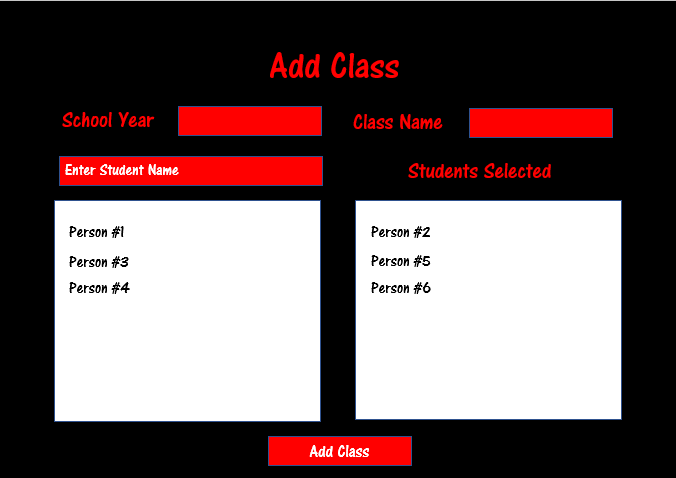 Add Class
School Year
Class Name
Enter Student Name
Students Selected
Person #1
Person #3
Person #4
Person #2
Person #5
Person #6
Add Class